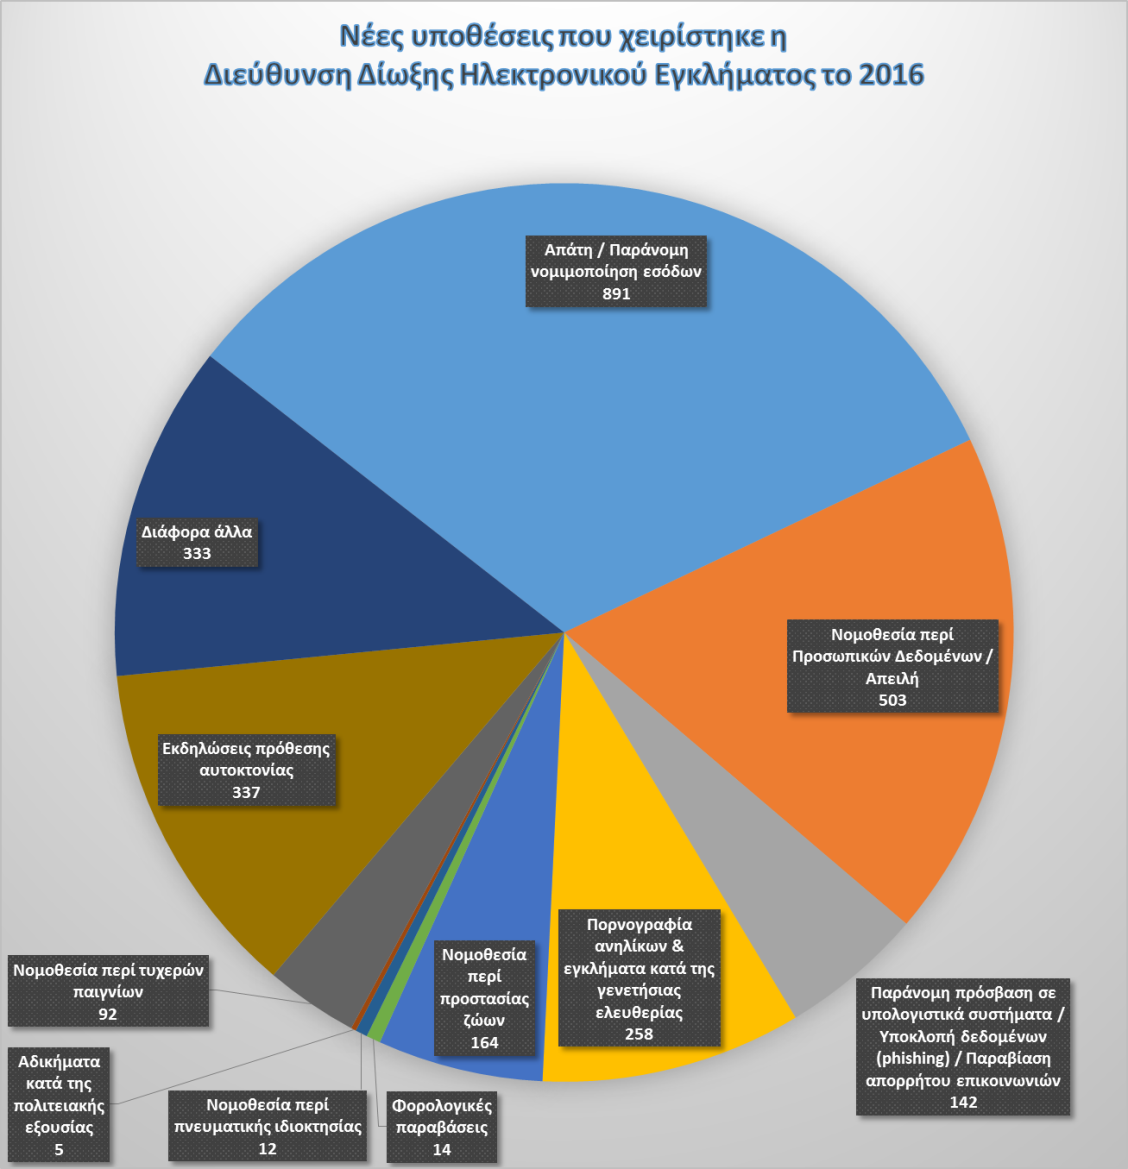 Νέες υποθέσεις που χειρίστηκε η
Διεύθυνση Δίωξης Ηλεκτρονικού Εγκλήματος το 2016
Απάτη / Παράνομη
νομιμοποίηση εσόδων
891
Νομοθεσία περί
Προσωπικών Δεδομένων /
Απειλή
503
Παράνομη πρόσβαση σε
υπολογιστικά συστήματα /
Υποκλοπή δεδομένων
(phishing) / Παραβίαση
απορρήτου επικοινωνιών
142
Πορνογραφία
ανηλίκων &
εγκλήματα κατά της
γενετήσιας
ελευθερίας
258
Νομοθεσία
περί
προστασίας
ζώων
164
Φορολογικές
παραβάσεις
14
Νομοθεσία περί
πνευματικής ιδιοκτησίας
12
Αδικήματα
κατά της
πολιτειακής
εξουσίας
5
Νομοθεσία περί τυχερών
παιγνίων
92
Εκδηλώσεις πρόθεσης
αυτοκτονίας
337
Διάφορα άλλα
333